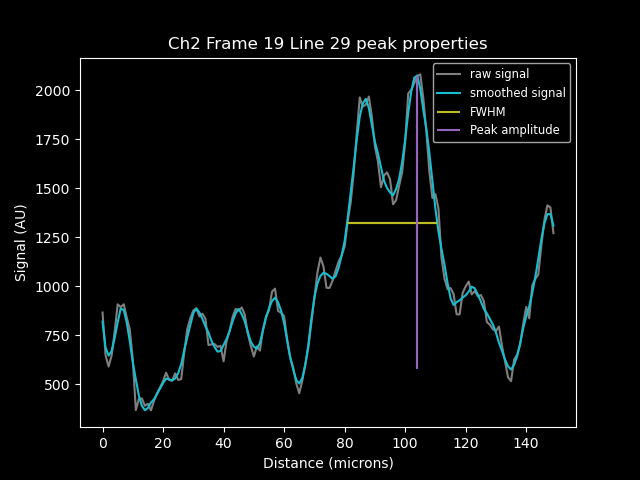 Ch2 Frame 19 Line 29 peak properties
raw signal
smoothed signal
FWHM
Peak amplitude
Signal (AU)
2000
1750
1500
1250
1000
750
500
0 20 40 60 80 100 120 140
Distance (microns)